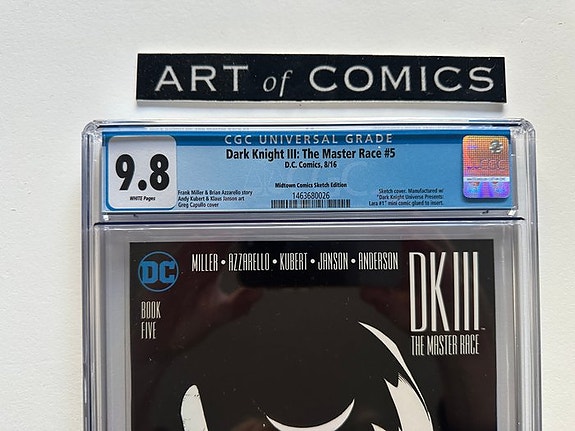 ART of COMICS
CGC UNIVERSAL GRADE
Dark Knight III: The Master Race #5
D.C. Comics, 8/16
9.8
WHITE Pages
Midtown Comics Sketch Edition
1463680026
Frank Miller & Brian Azzarello story
Andy Kubert & Klaus Janson art
Greg Capullo cover
Sketch cover. Manufactured w/
"Dark Knight Universe Presents:
Lara #1" mini comic glued to insert.
DC
MILLER • AZZARELLO • KUBERT • JANSON • ANDERSON
BOOK
FIVE
DKIII
THE MASTER RACE